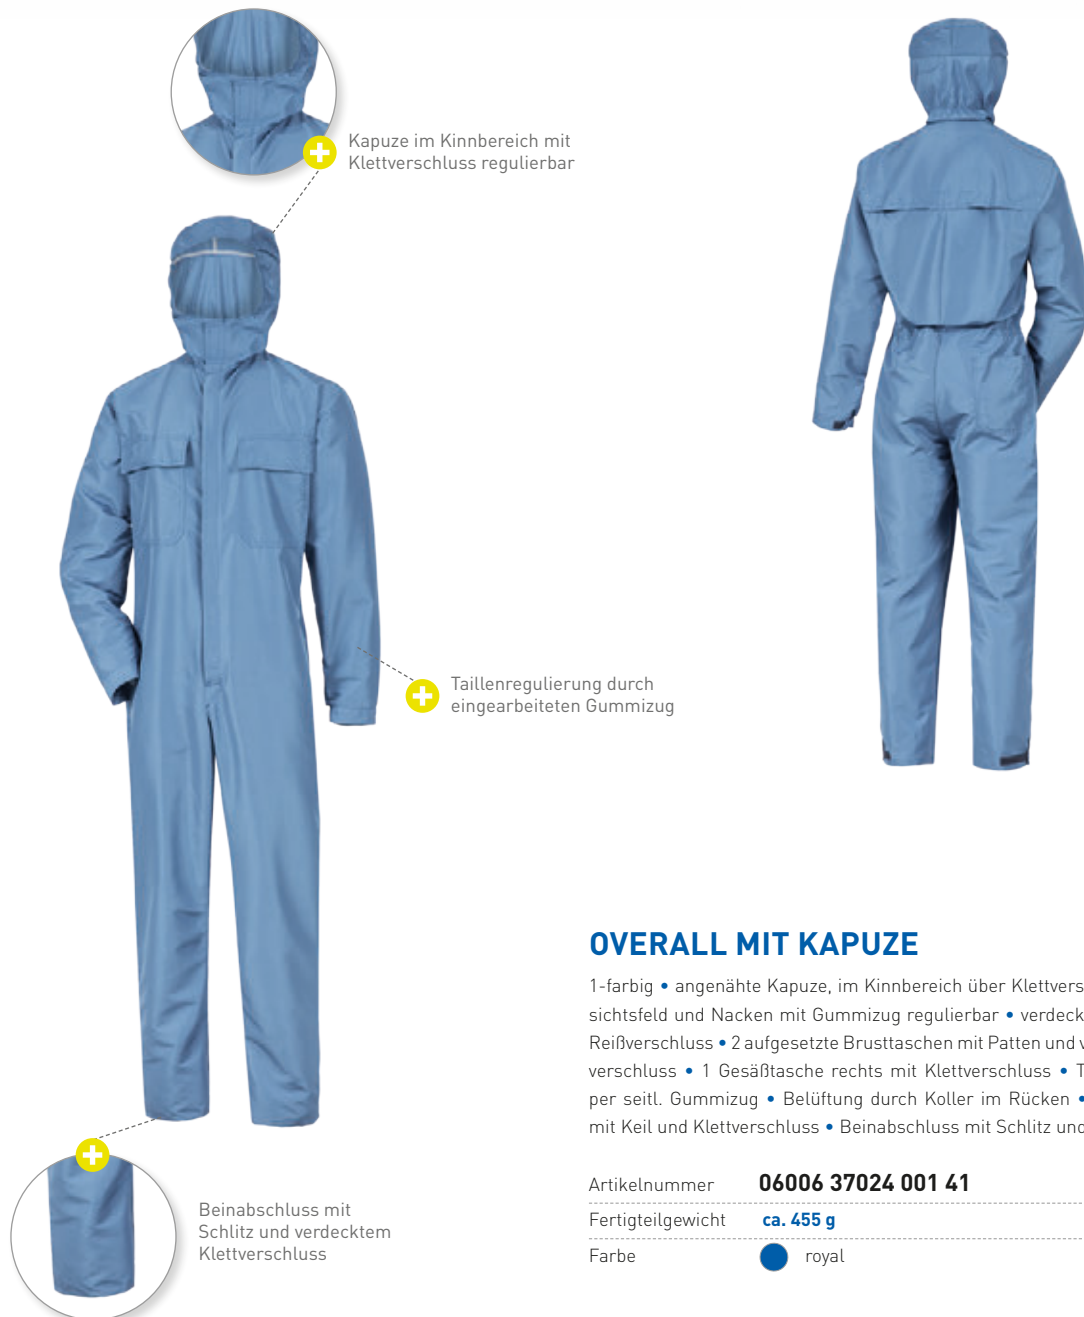 Kapuze im Kinnbereich mit
Klettverschluss regulierbar
Taillenregulierung durch
eingearbeiteten Gummizug
Beinabschluss mit
Schlitz und verdecktem
Klettverschluss
OVERALL MIT KAPUZE
1-farbig • angenähte Kapuze, im Kinnbereich über Klettvers
sichtsfeld und Nacken mit Gummizug regulierbar • verdeck
Reißverschluss • 2 aufgesetzte Brusttaschen mit Patten und v
verschluss • 1 Gesäßtasche rechts mit Klettverschluss • T
per seitl. Gummizug • Belüftung durch Koller im Rücken •
mit Keil und Klettverschluss • Beinabschluss mit Schlitz und
Artikelnummer 06006 37024 001 41
Fertigteilgewicht ca. 455 g
Farbe royal